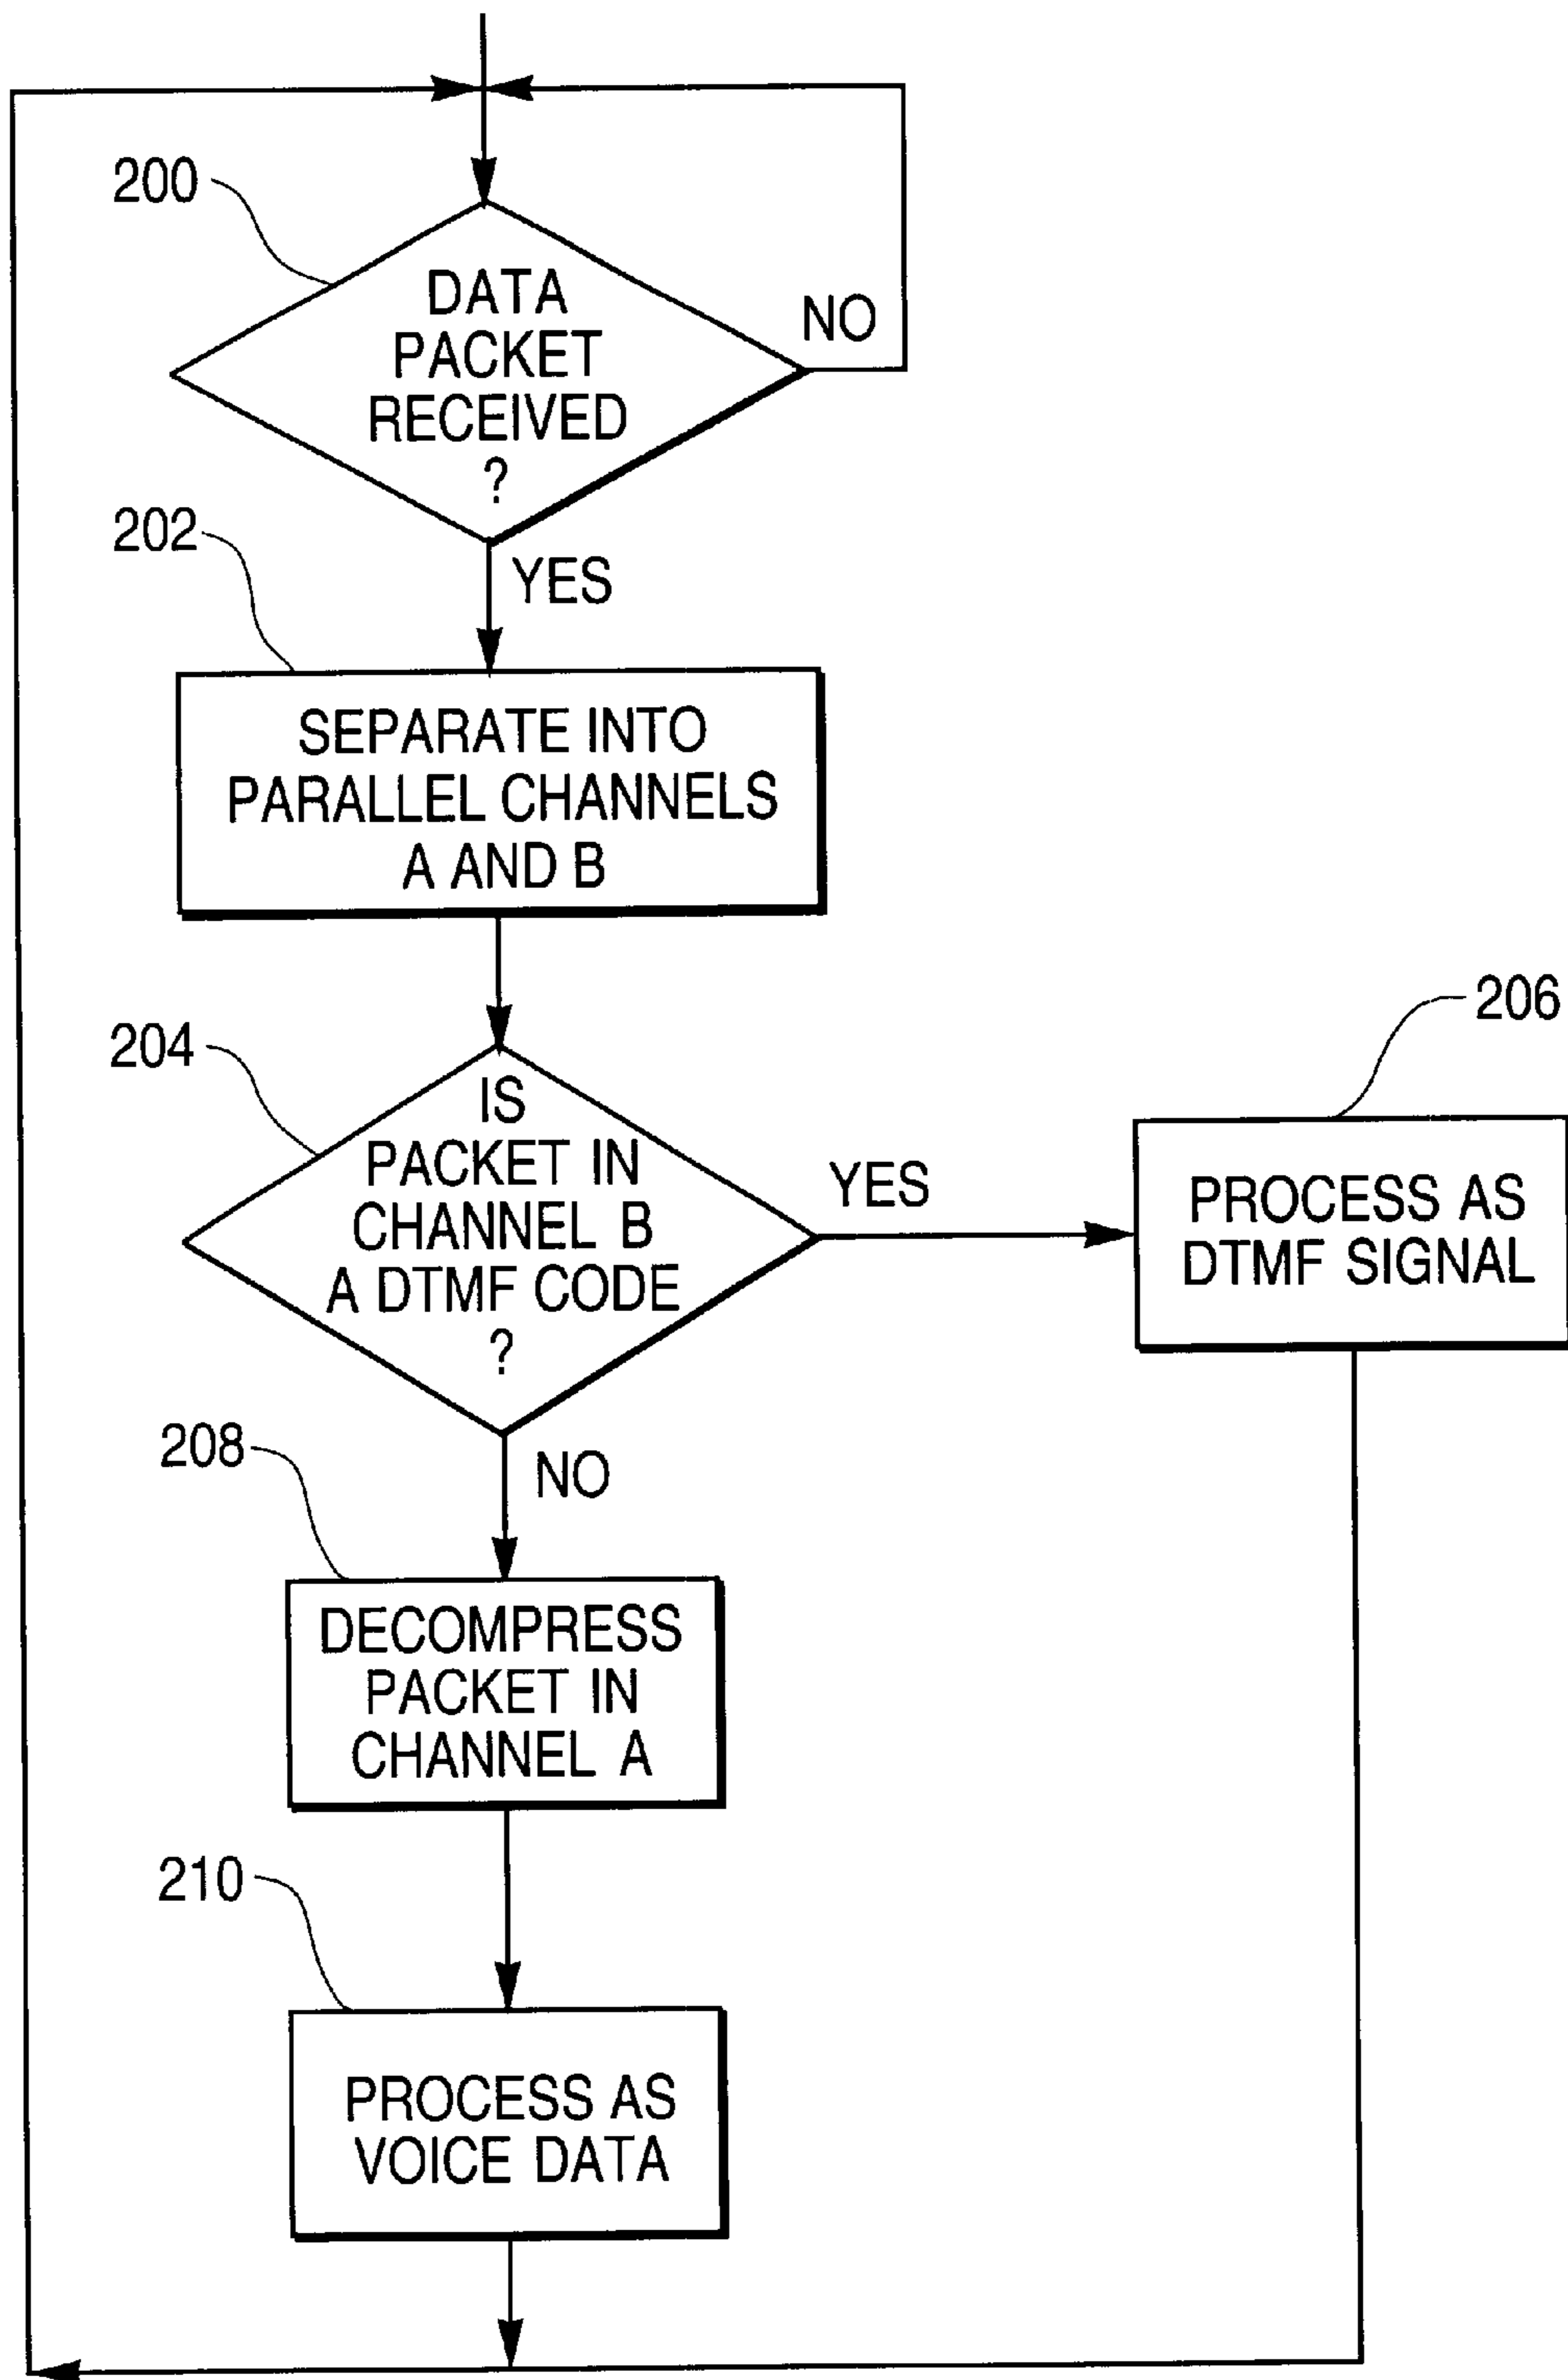 200
DATA
PACKET
RECEIVED
?
NO
202
YES
SEPARATE INTO
PARALLEL CHANNELS
A AND B
204
IS
PACKET IN
CHANNEL B
A DTMF CODE
?
YES
206
PROCESS AS
DTMF SIGNAL
208
NO
DECOMPRESS
PACKET IN
CHANNEL A
210
PROCESS AS
VOICE DATA